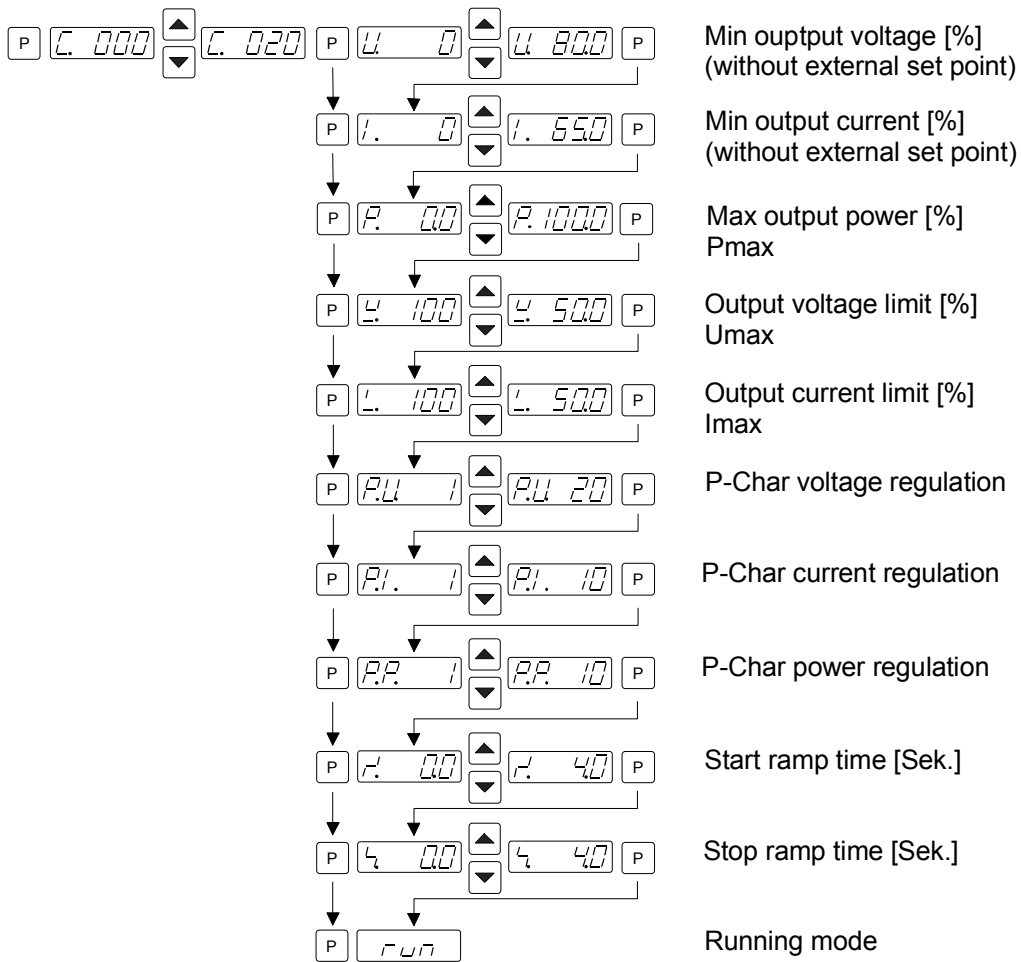 P C. 000 C. 020 P U. 0 U. 80.0 P Min ouptput voltage [%]
(without external set point)
P I. 0 I. 65.0 P Min output current [%]
(without external set point)
P P. 0.0 P. 100.0 P Max output power [%]
Pmax
P 100 50.0 P Output voltage limit [%]
Umax
P 100 50.0 P Output current limit [%]
Imax
P P.U. 1 P.U. 20 P P-Char voltage regulation
P P.I. 1 P.I. 10 P P-Char current regulation
P P.P. 1 P.P. 10 P P-Char power regulation
P r. 0.0 r. 4.0 P Start ramp time [Sek.]
P 0.0 4.0 P Stop ramp time [Sek.]
P run Running mode